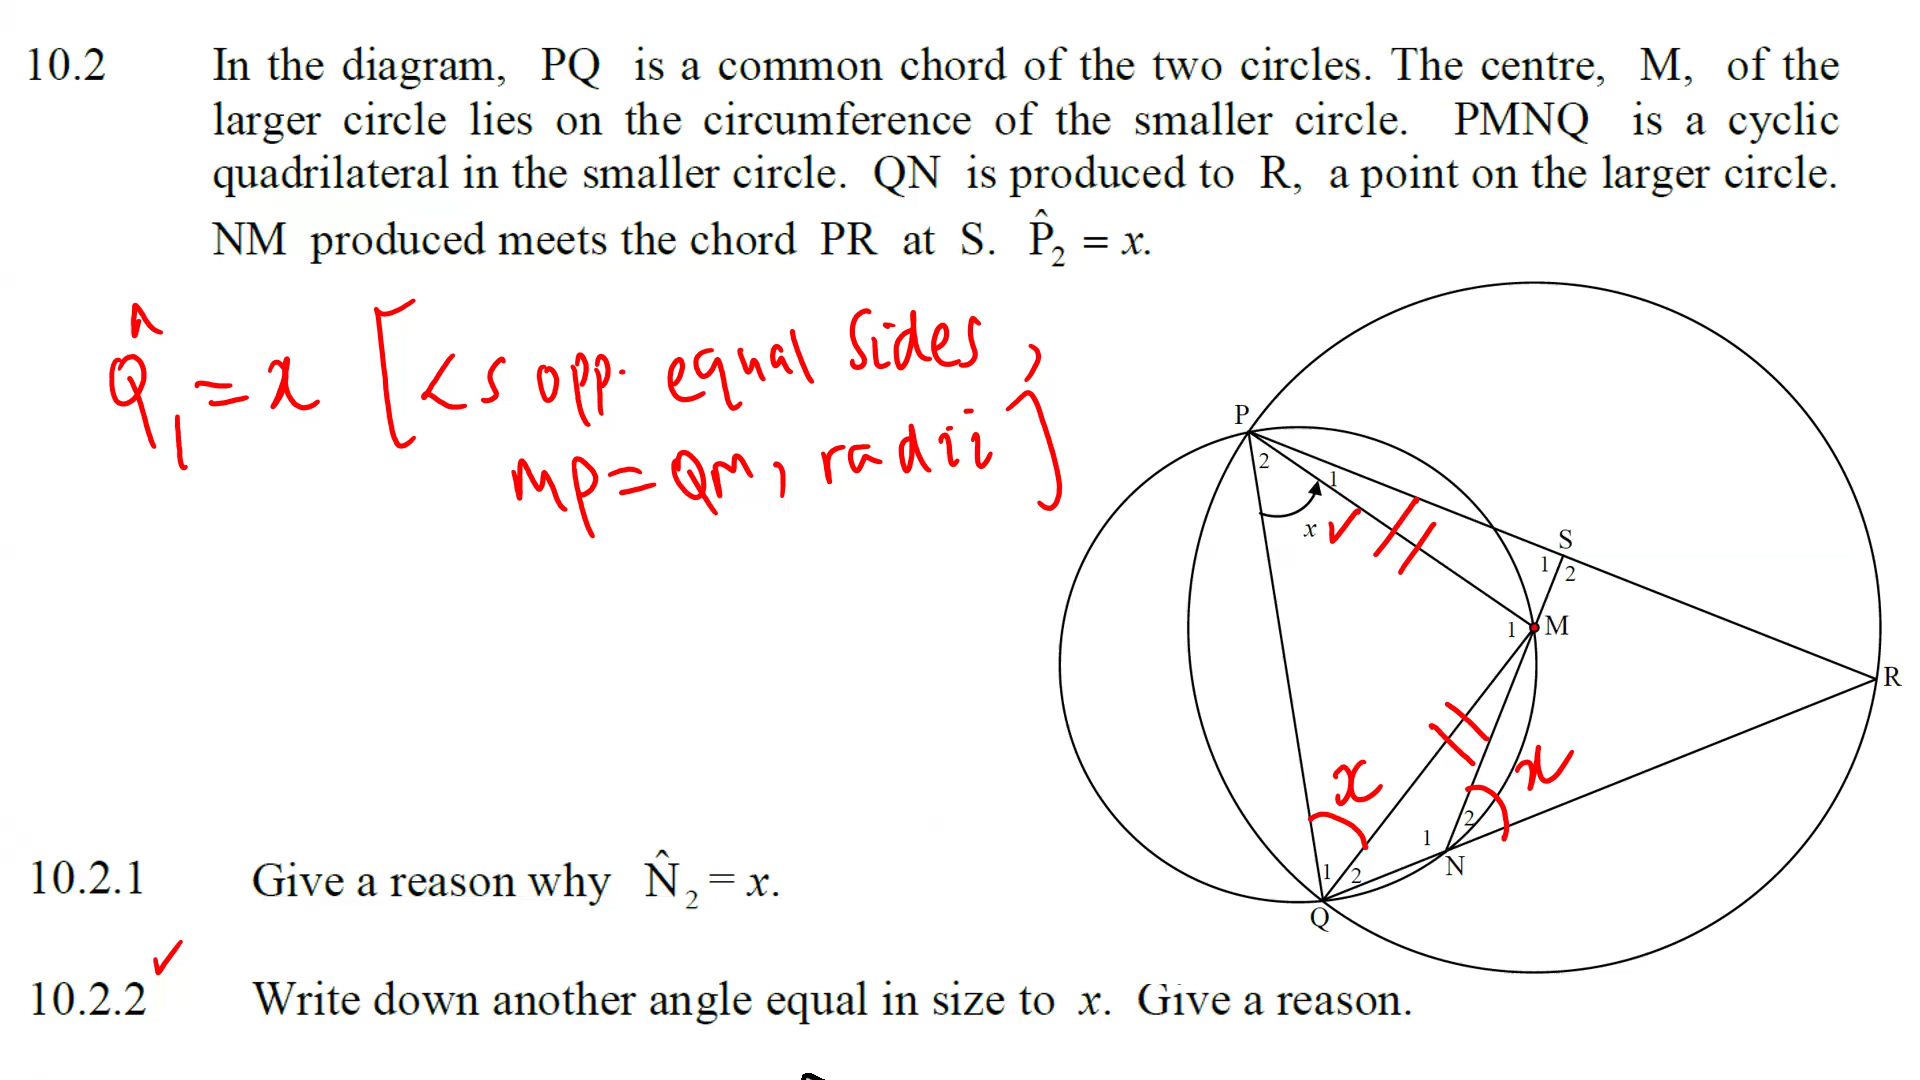 10.2 In the diagram, PQ is a common chord of the two circles. The centre, M, of the
larger circle lies on the circumference of the smaller circle. PMNQ is a cyclic
quadrilateral in the smaller circle. QN is produced to R, a point on the larger circle.
NM produced meets the chord PR at S. P̂₂ = x.
Q̂₁ = x [<s opp. equal sides,
MP = QM, radii]
P
2
1
x
S
1 2
1 M
R
x
x
2
1
N
1 2
Q
10.2.1 Give a reason why N̂₂ = x.
10.2.2 Write down another angle equal in size to x. Give a reason.